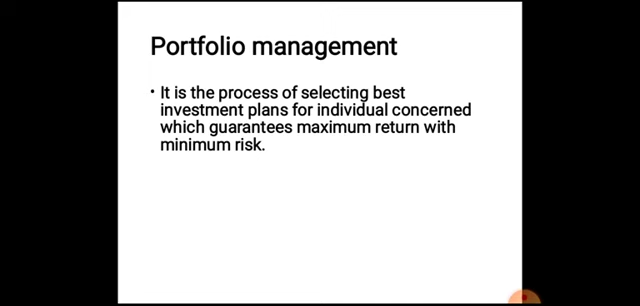 Portfolio management
• It is the process of selecting best
investment plans for individual concerned
which guarantees maximum return with
minimum risk.